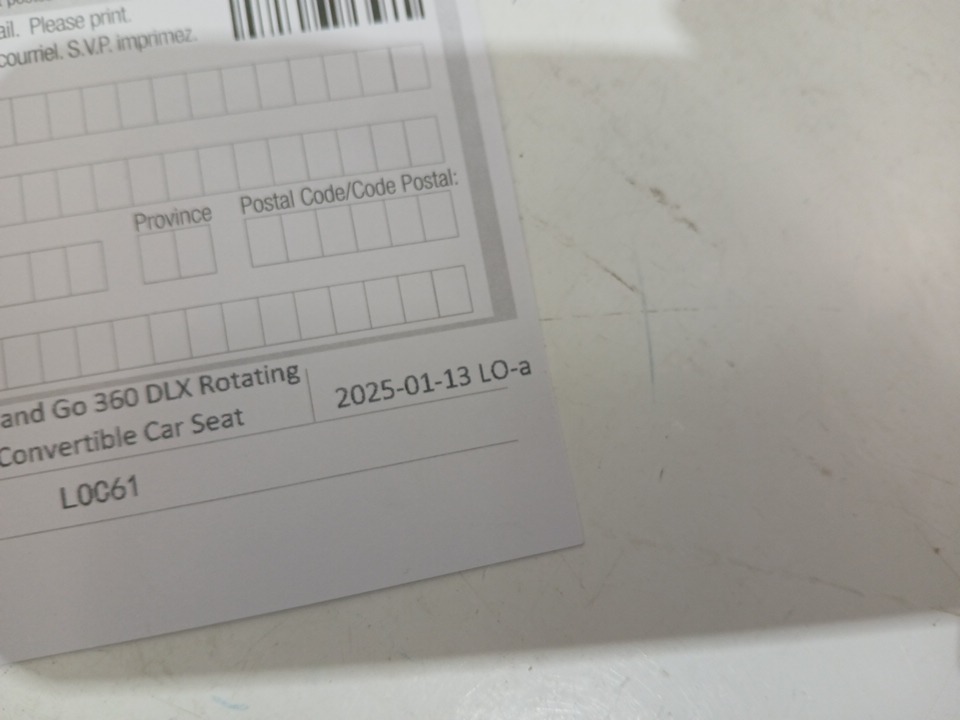 ail. Please print.
courriel. S.V.P. imprimez.
Province
Postal Code/Code Postal:
and Go 360 DLX Rotating
Convertible Car Seat
2025-01-13 LO-a
LOC61